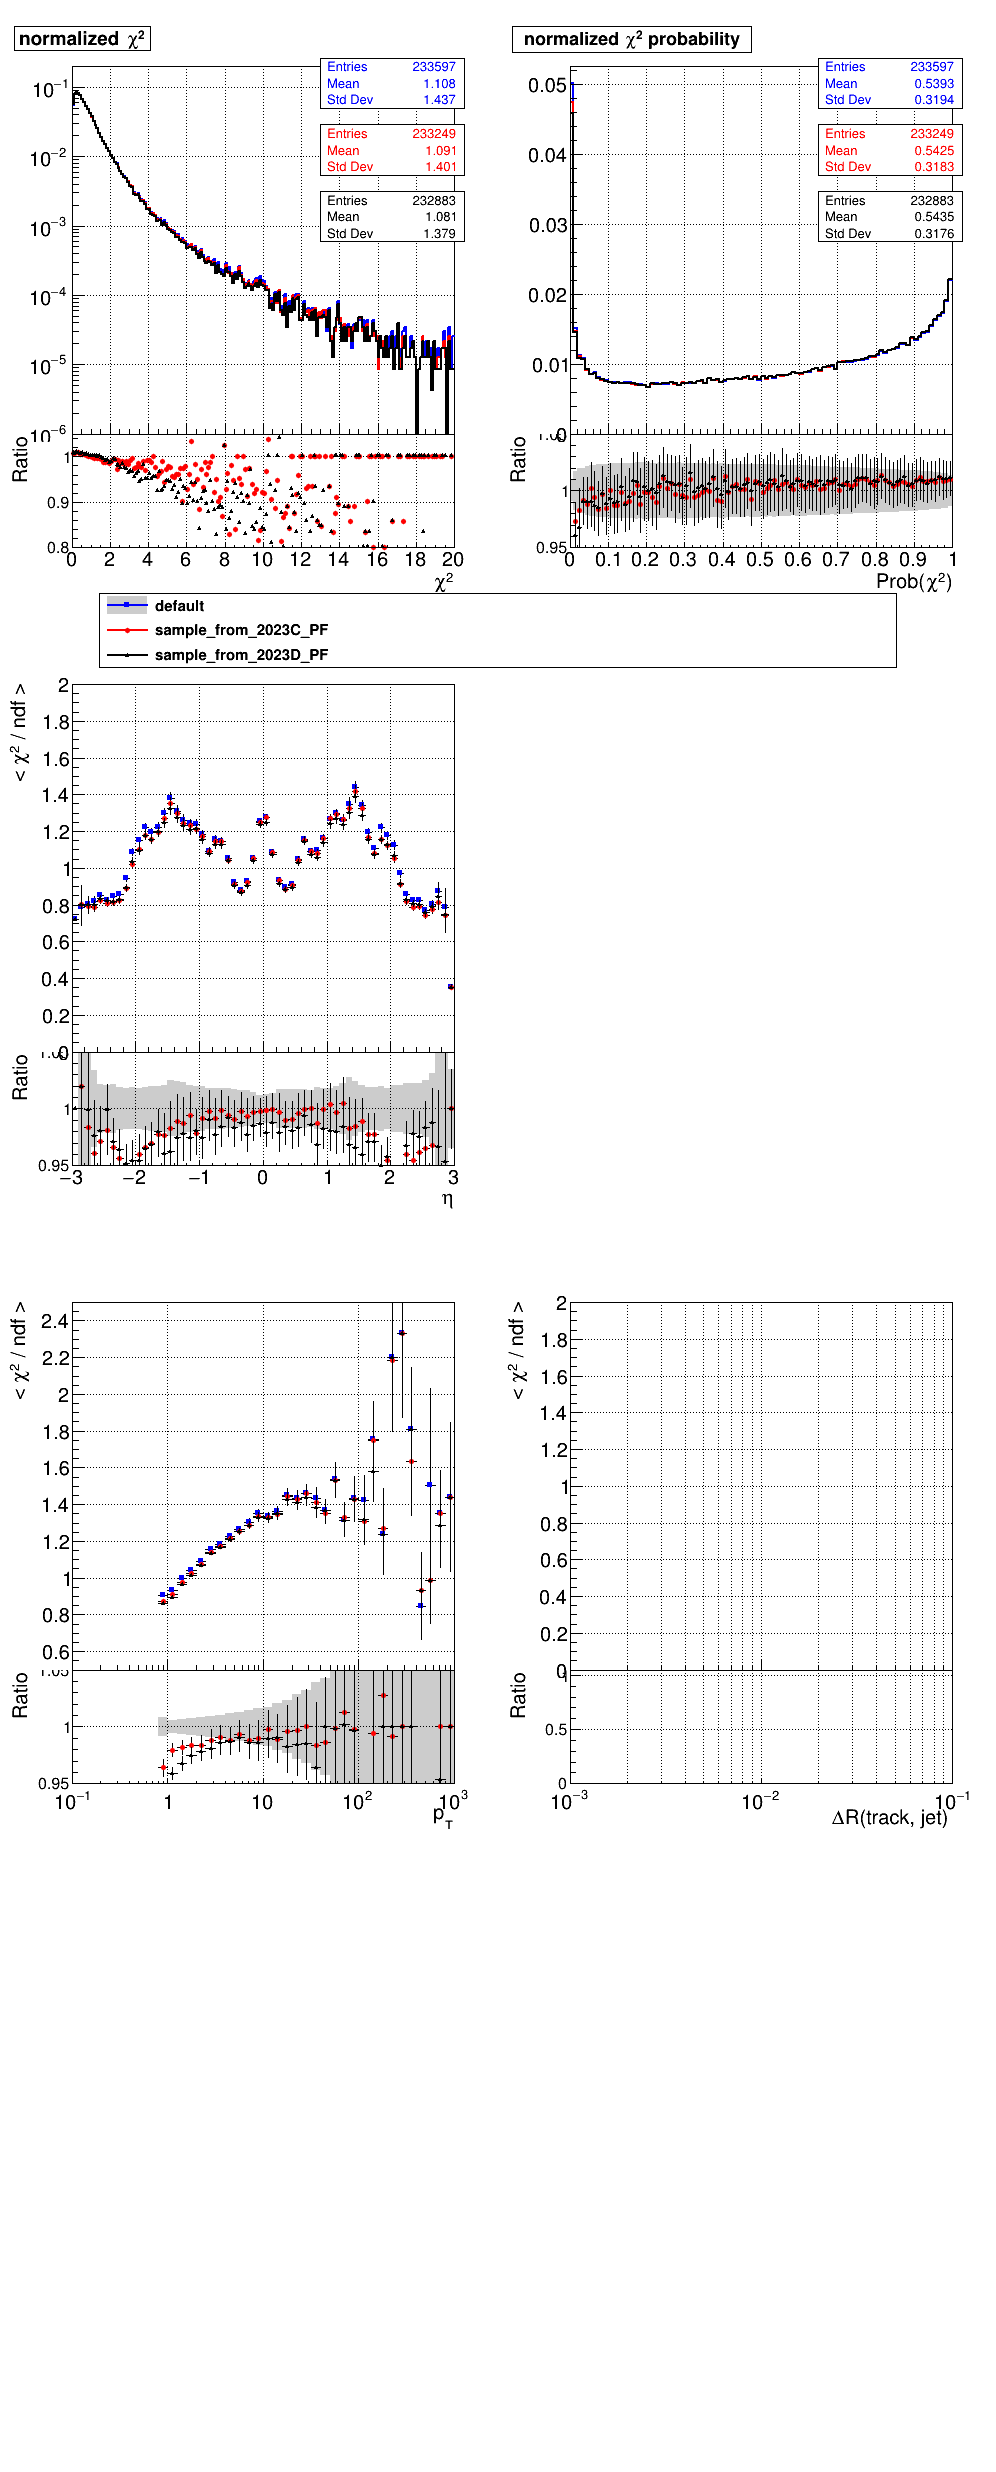 normalized χ²
normalized χ² probability
Entries 233597
Mean 1.108
Std Dev 1.437
Entries 233249
Mean 1.091
Std Dev 1.401
Entries 232883
Mean 1.081
Std Dev 1.379
10⁻¹
10⁻²
10⁻³
10⁻⁴
10⁻⁵
10⁻⁶
Ratio
1
0.9
0.8
0 2 4 6 8 10 12 14 16 18 20
χ²
Entries 233597
Mean 0.5393
Std Dev 0.3194
Entries 233249
Mean 0.5425
Std Dev 0.3183
Entries 232883
Mean 0.5435
Std Dev 0.3176
0.05
0.04
0.03
0.02
0.01
0
Ratio
1
0.95
0 0.1 0.2 0.3 0.4 0.5 0.6 0.7 0.8 0.9 1
Prob(χ²)
default
sample_from_2023C_PF
sample_from_2023D_PF
< χ² / ndf >
2
1.8
1.6
1.4
1.2
1
0.8
0.6
0.4
0.2
0
Ratio
1
0.95
−3 −2 −1 0 1 2 3
η
< χ² / ndf >
2.4
2.2
2
1.8
1.6
1.4
1.2
1
0.8
0.6
Ratio
1.05
1
0.95
10⁻¹ 1 10 10² 10³
p_T
< χ² / ndf >
2
1.8
1.6
1.4
1.2
1
0.8
0.6
0.4
0.2
0
Ratio
1
0.5
0
10⁻³ 10⁻² 10⁻¹
ΔR(track, jet)